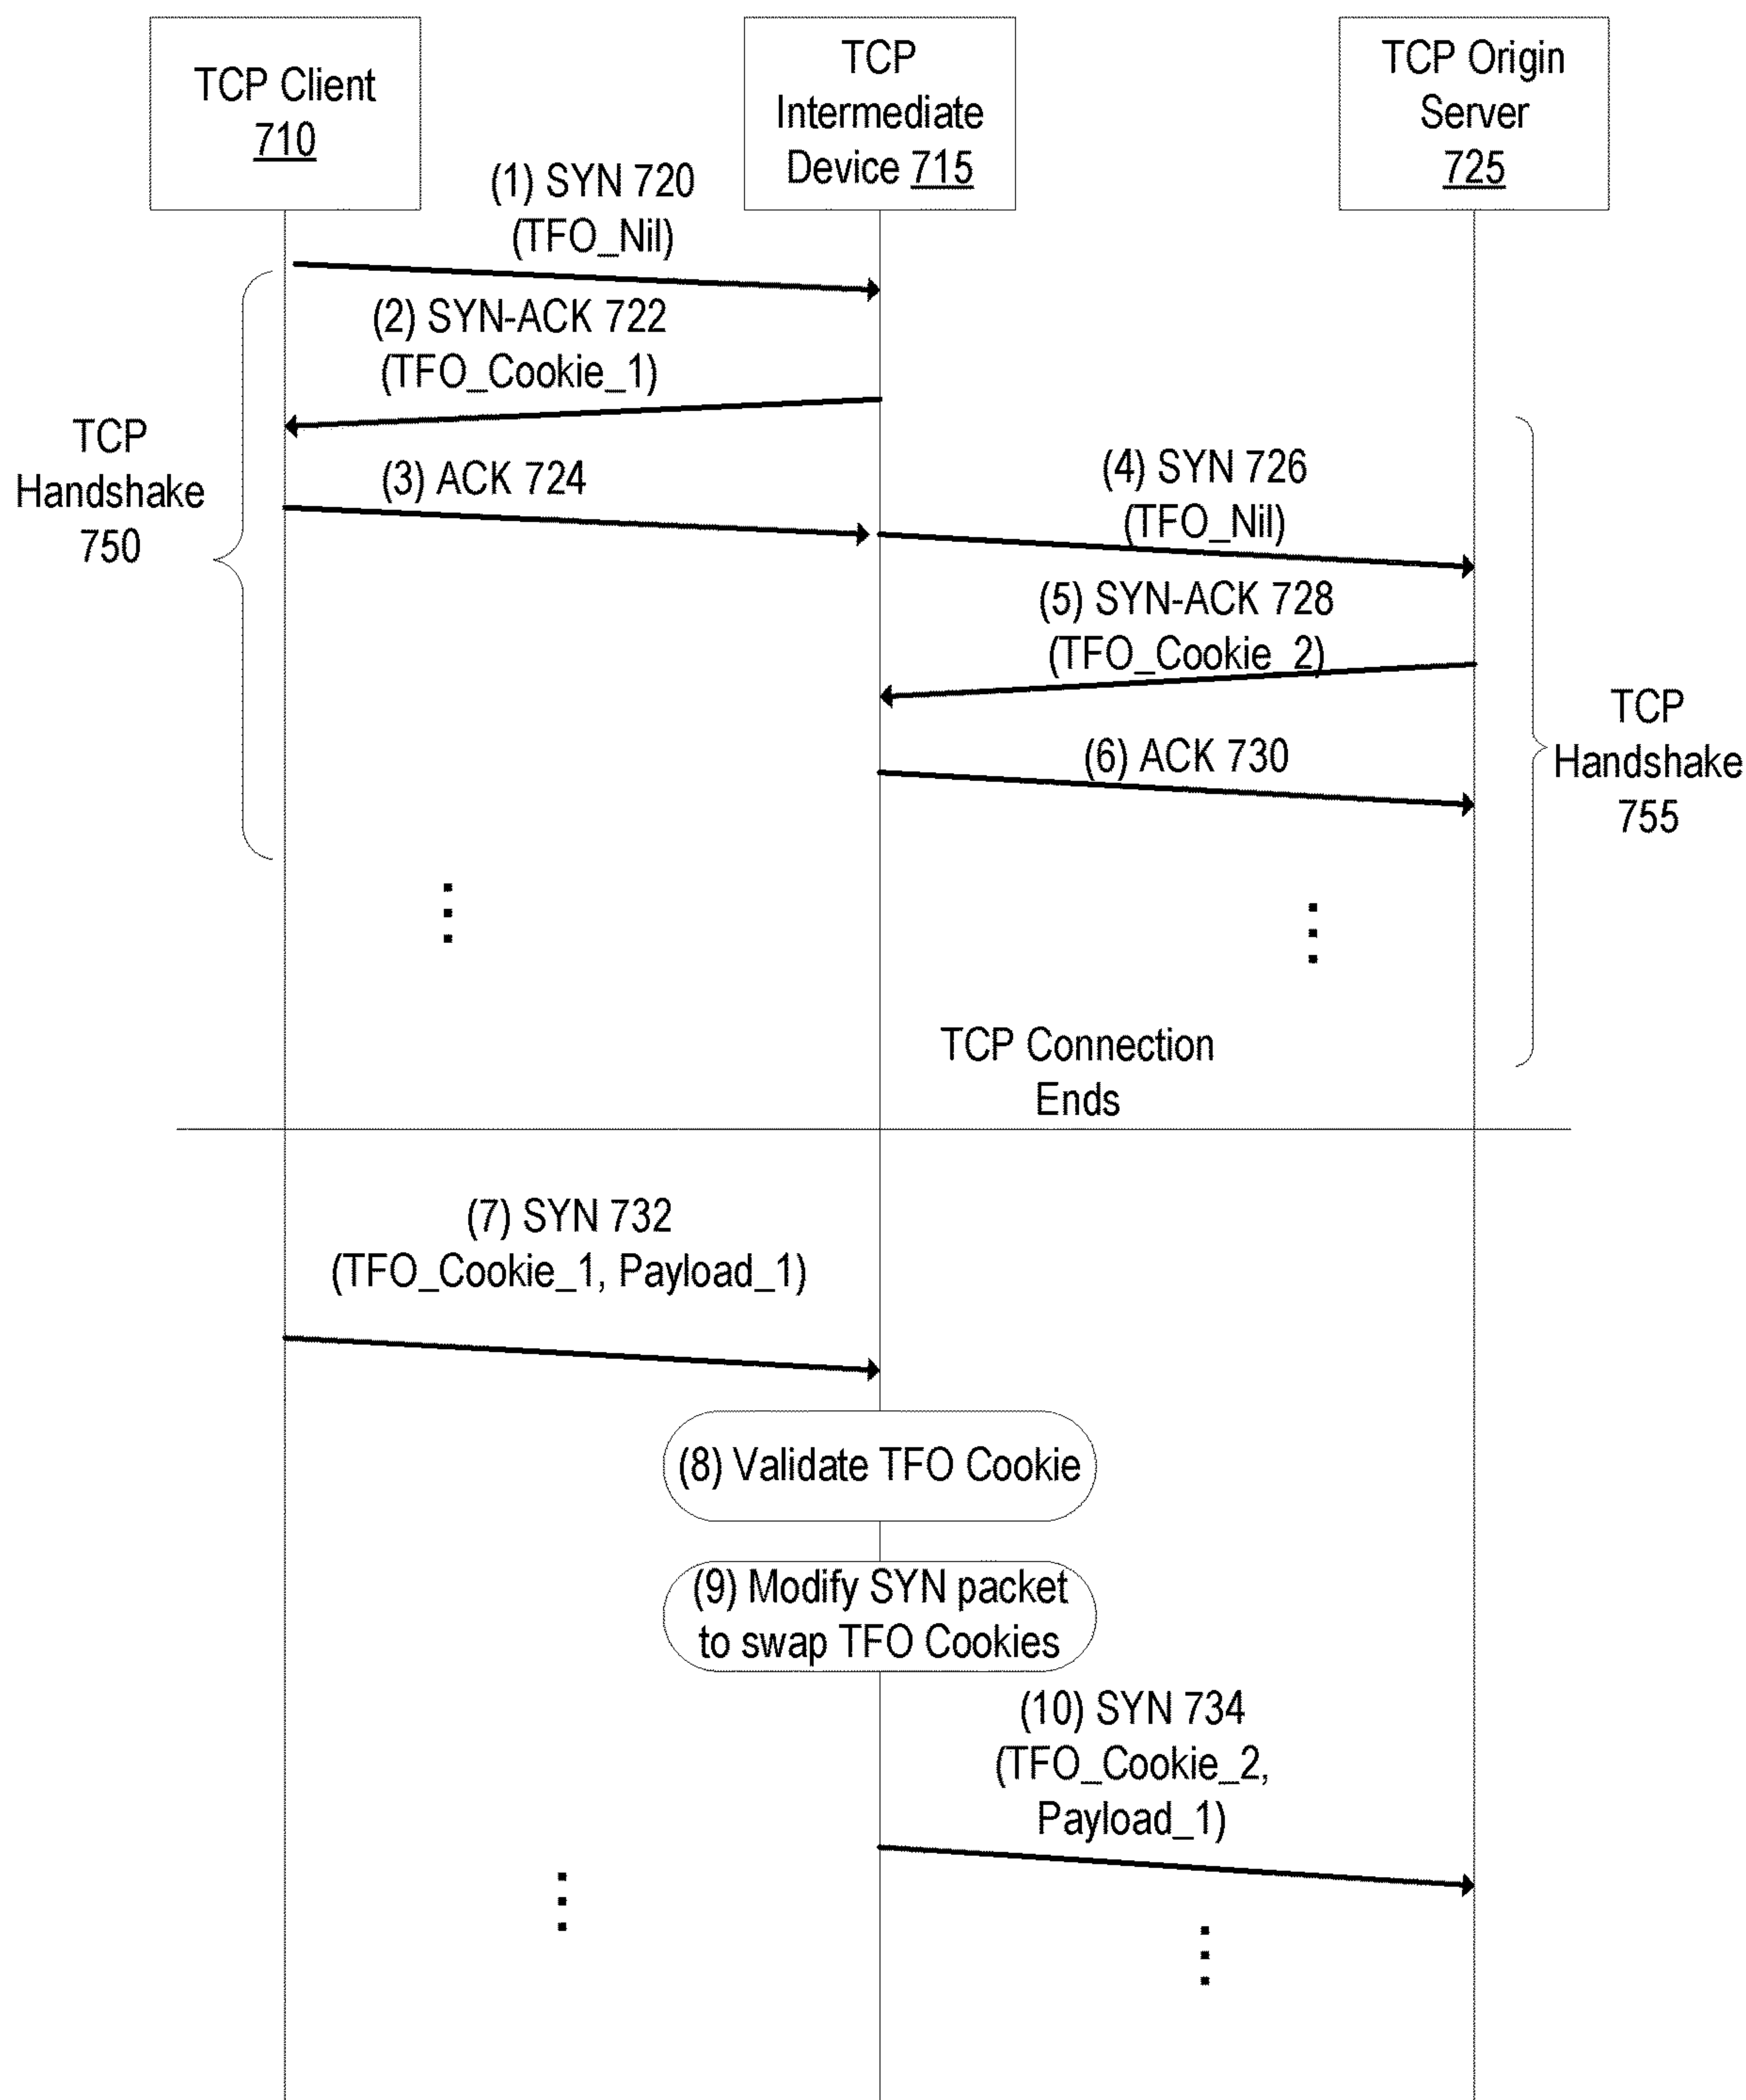 TCP Client
710
TCP
Intermediate
Device 715
TCP Origin
Server
725
(1) SYN 720
(TFO_Nil)
(2) SYN-ACK 722
(TFO_Cookie_1)
TCP
Handshake
750
(3) ACK 724
(4) SYN 726
(TFO_Nil)
(5) SYN-ACK 728
(TFO_Cookie_2)
(6) ACK 730
TCP
Handshake
755
TCP Connection
Ends
(7) SYN 732
(TFO_Cookie_1, Payload_1)
(8) Validate TFO Cookie
(9) Modify SYN packet
to swap TFO Cookies
(10) SYN 734
(TFO_Cookie_2,
Payload_1)